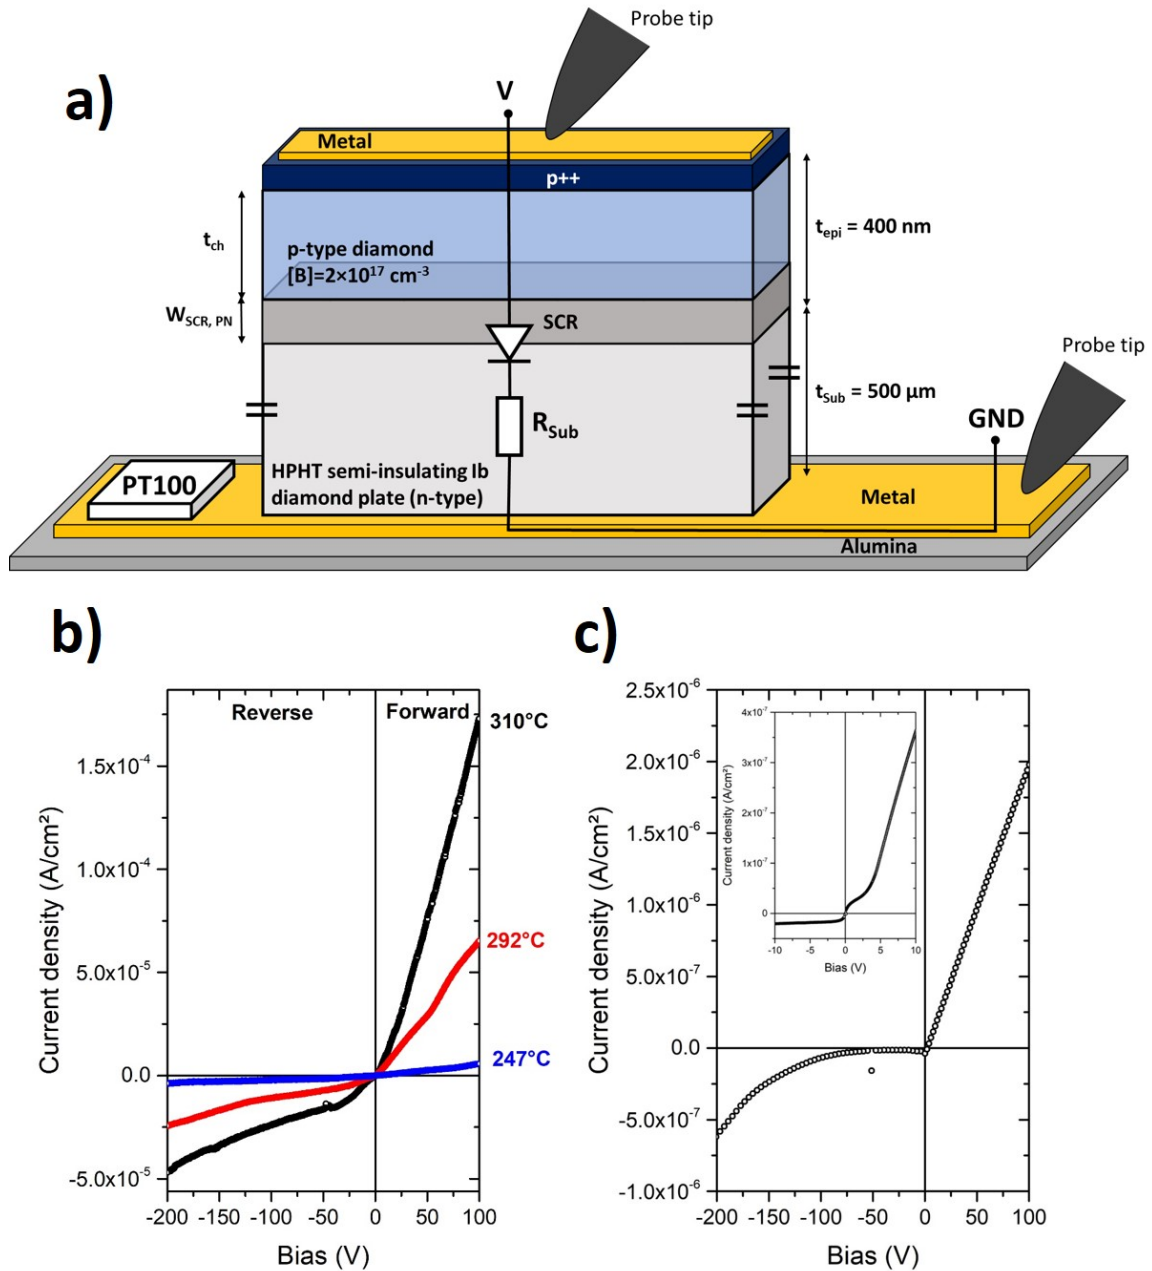 a)
Probe tip
V
Metal
p++
t_ch
p-type diamond
[B]=2×10¹⁷ cm⁻³
t_epi = 400 nm
W_SCR, PN
SCR
Probe tip
t_Sub = 500 µm
R_Sub
GND
HPHT semi-insulating Ib
diamond plate (n-type)
PT100
Metal
Alumina
b)
Reverse
Forward
310°C
292°C
247°C
1.5x10⁻⁴
1.0x10⁻⁴
5.0x10⁻⁵
0.0
-5.0x10⁻⁵
Current density (A/cm²)
-200 -150 -100 -50 0 50 100
Bias (V)
c)
2.5x10⁻⁶
2.0x10⁻⁶
1.5x10⁻⁶
1.0x10⁻⁶
5.0x10⁻⁷
0.0
-5.0x10⁻⁷
-1.0x10⁻⁶
Current density (A/cm²)
-200 -150 -100 -50 0 50 100
Bias (V)
4x10⁻⁷
3x10⁻⁷
2x10⁻⁷
1x10⁻⁷
0
Current density (A/cm²)
-10 -5 0 5 10
Bias (V)